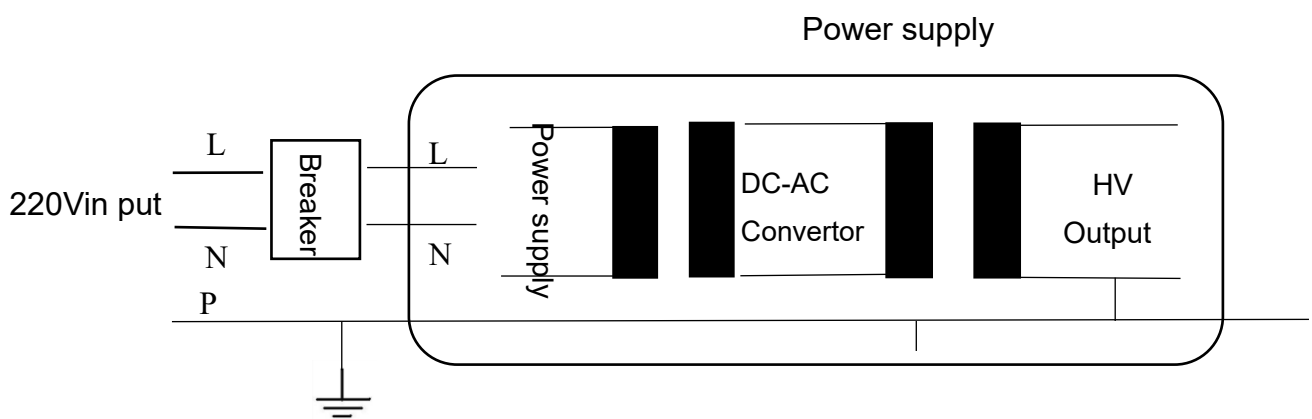 Power supply
L
Breaker
L
Power supply
DC-AC
Convertor
HV
Output
220Vin put
N
N
P